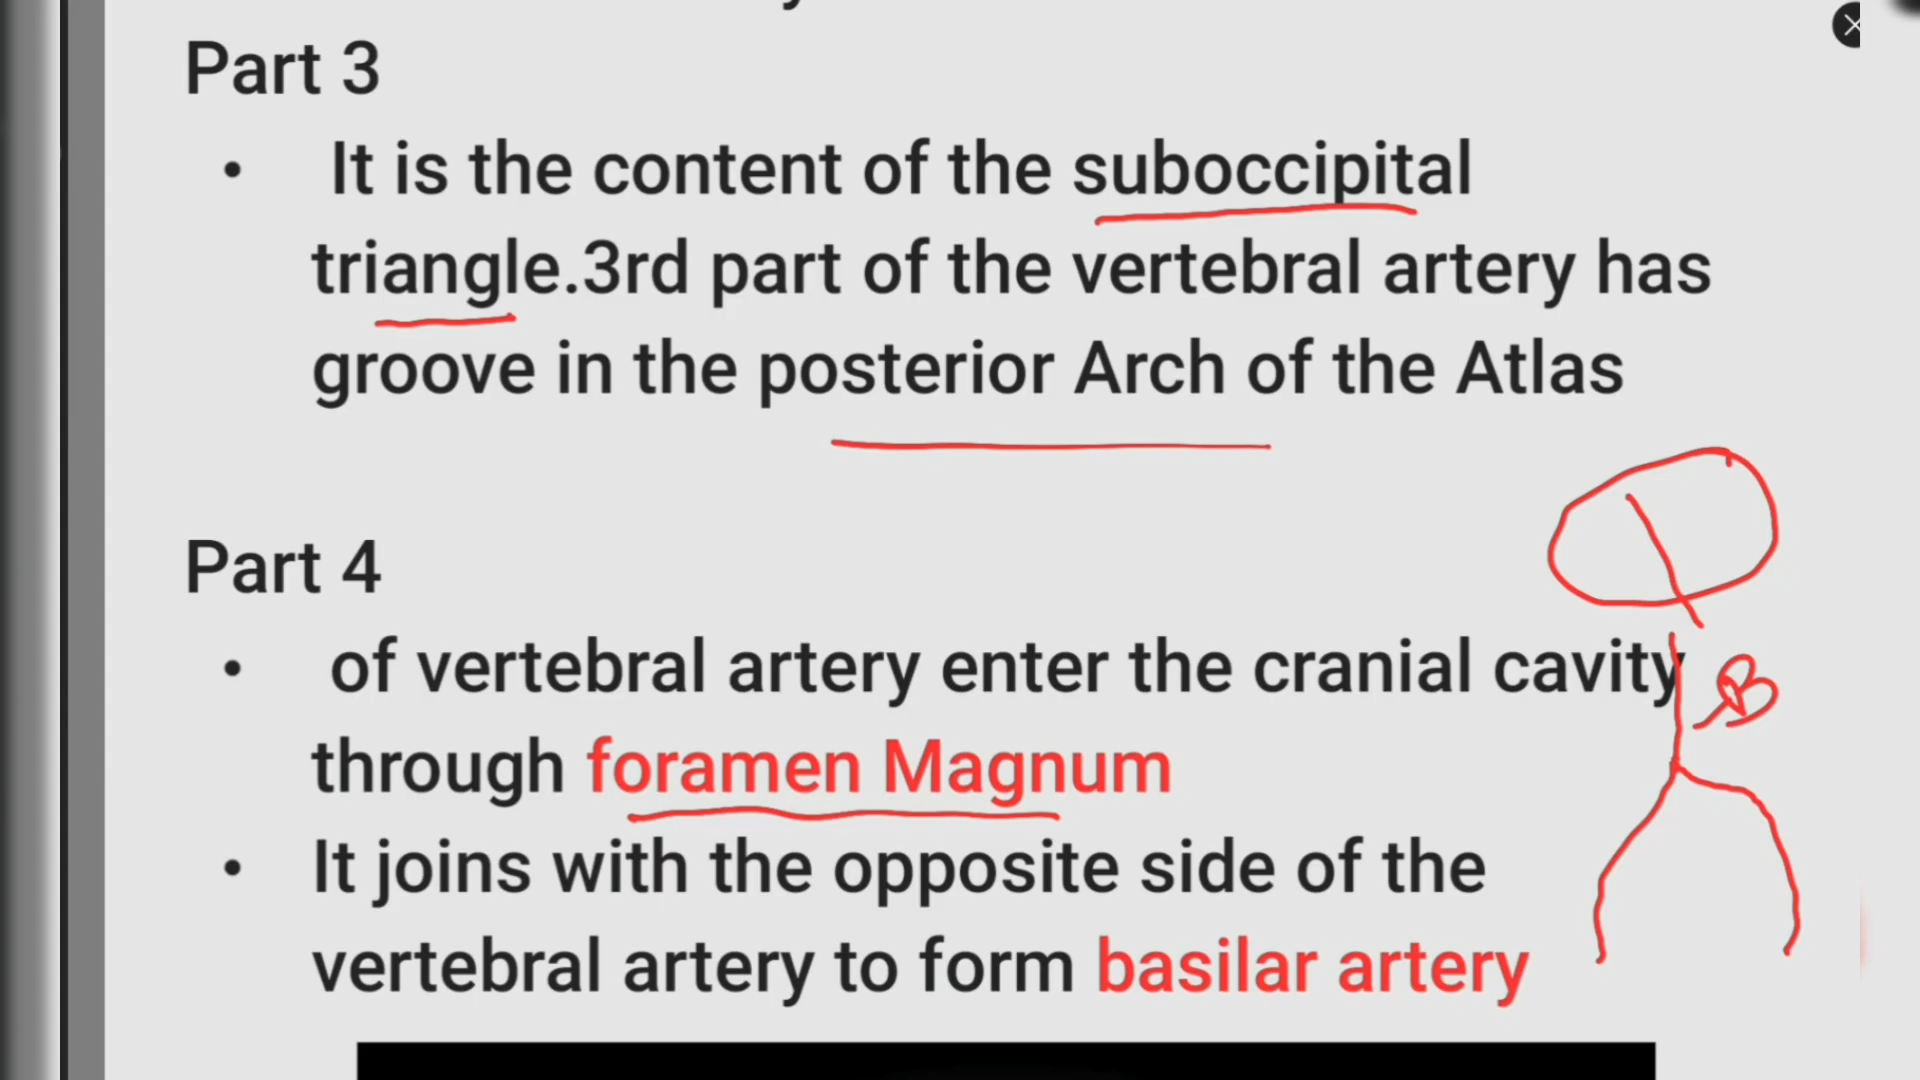 Part 3
• It is the content of the suboccipital
triangle.3rd part of the vertebral artery has
groove in the posterior Arch of the Atlas
Part 4
• of vertebral artery enter the cranial cavity
through foramen Magnum
B
• It joins with the opposite side of the
vertebral artery to form basilar artery